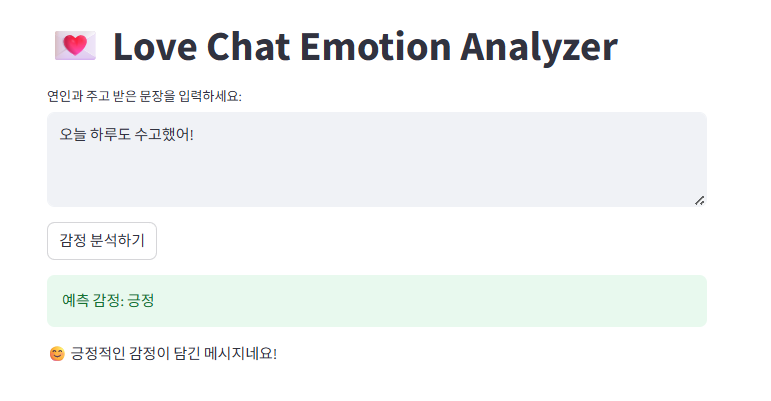 Love Chat Emotion Analyzer
연인과 주고 받은 문장을 입력하세요:
오늘 하루도 수고했어!
감정 분석하기
예측 감정: 긍정
긍정적인 감정이 담긴 메시지네요!